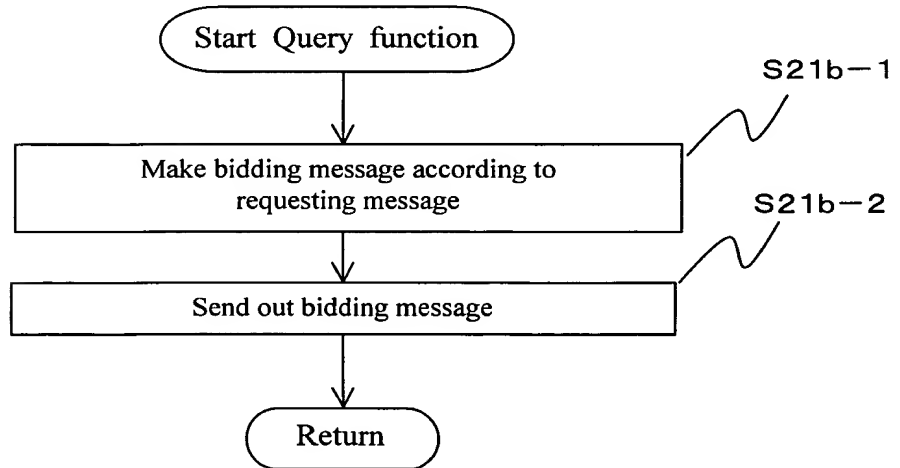 Start Query function
S21b-1
Make bidding message according to
requesting message
S21b-2
Send out bidding message
Return